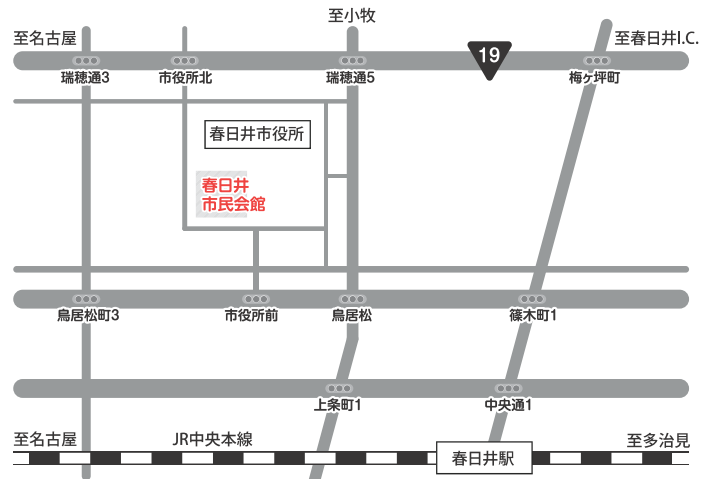 至小牧
至名古屋
至春日井I.C.
19
瑞穂通3
市役所北
瑞穂通5
梅ヶ坪町
春日井市役所
春日井
市民会館
鳥居松町3
市役所前
鳥居松
篠木町1
上条町1
中央通1
至名古屋
JR中央本線
至多治見
春日井駅